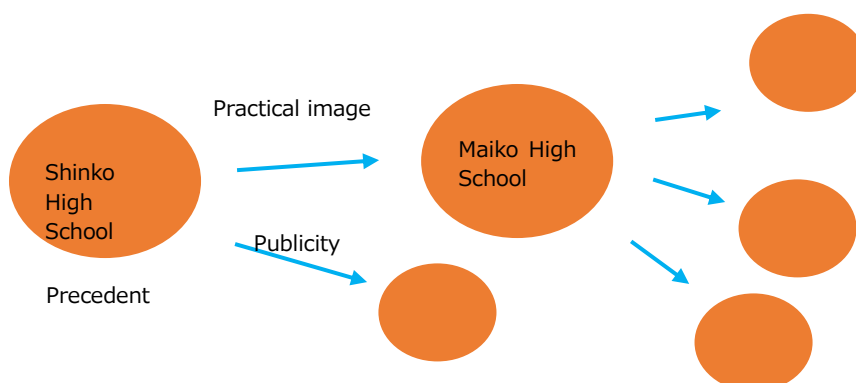 Practical image
Shinko
High
School
Maiko High
School
Publicity
Precedent